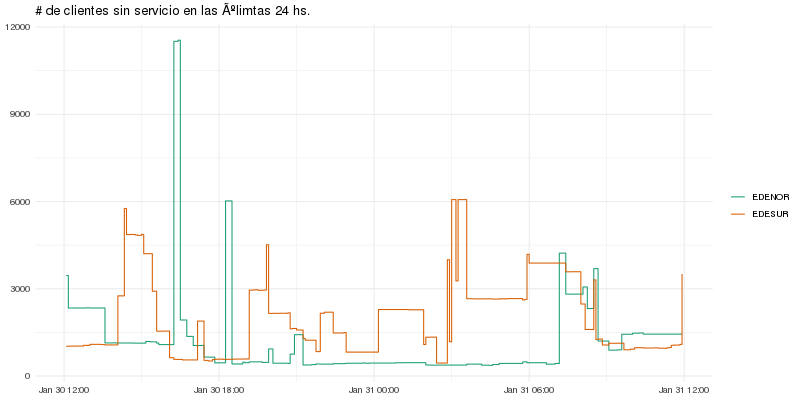 # de clientes sin servicio en las Ãºlimtas 24 hs.
12000
9000
6000
3000
0
Jan 30 12:00
Jan 30 18:00
Jan 31 00:00
Jan 31 06:00
Jan 31 12:00
EDENOR
EDESUR